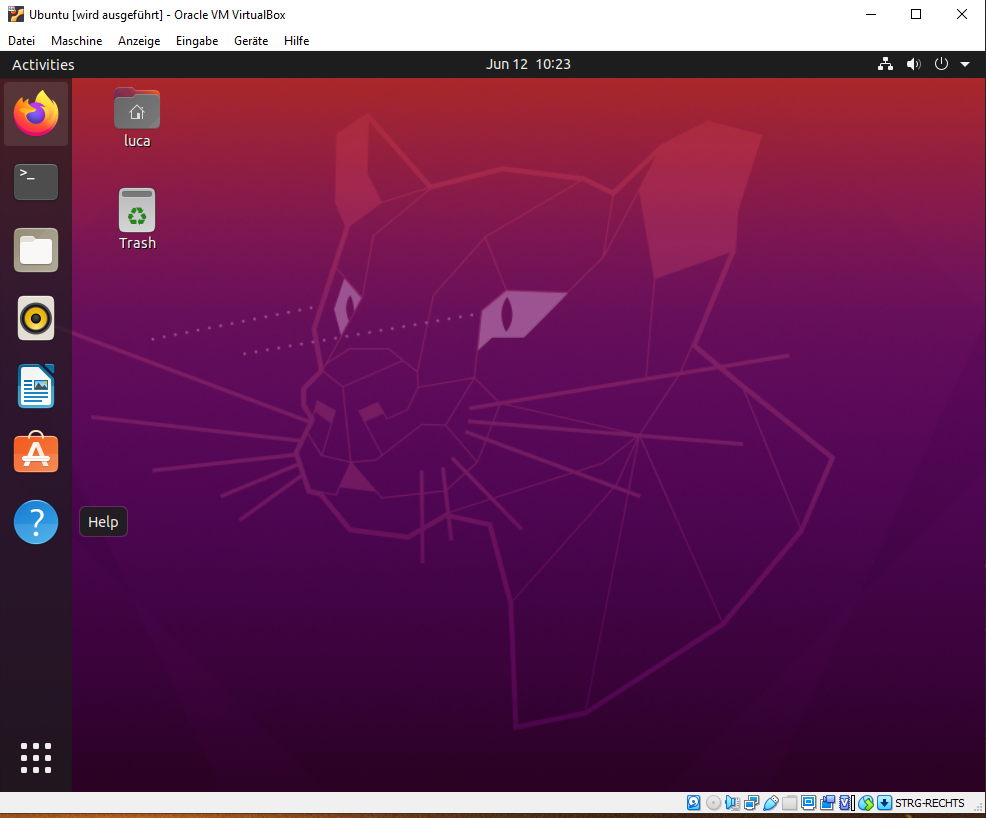 Ubuntu [wird ausgeführt] - Oracle VM VirtualBox
Datei Maschine Anzeige Eingabe Geräte Hilfe
Activities Jun 12 10:23
luca
>_
Trash
Help
?
STRG-RECHTS